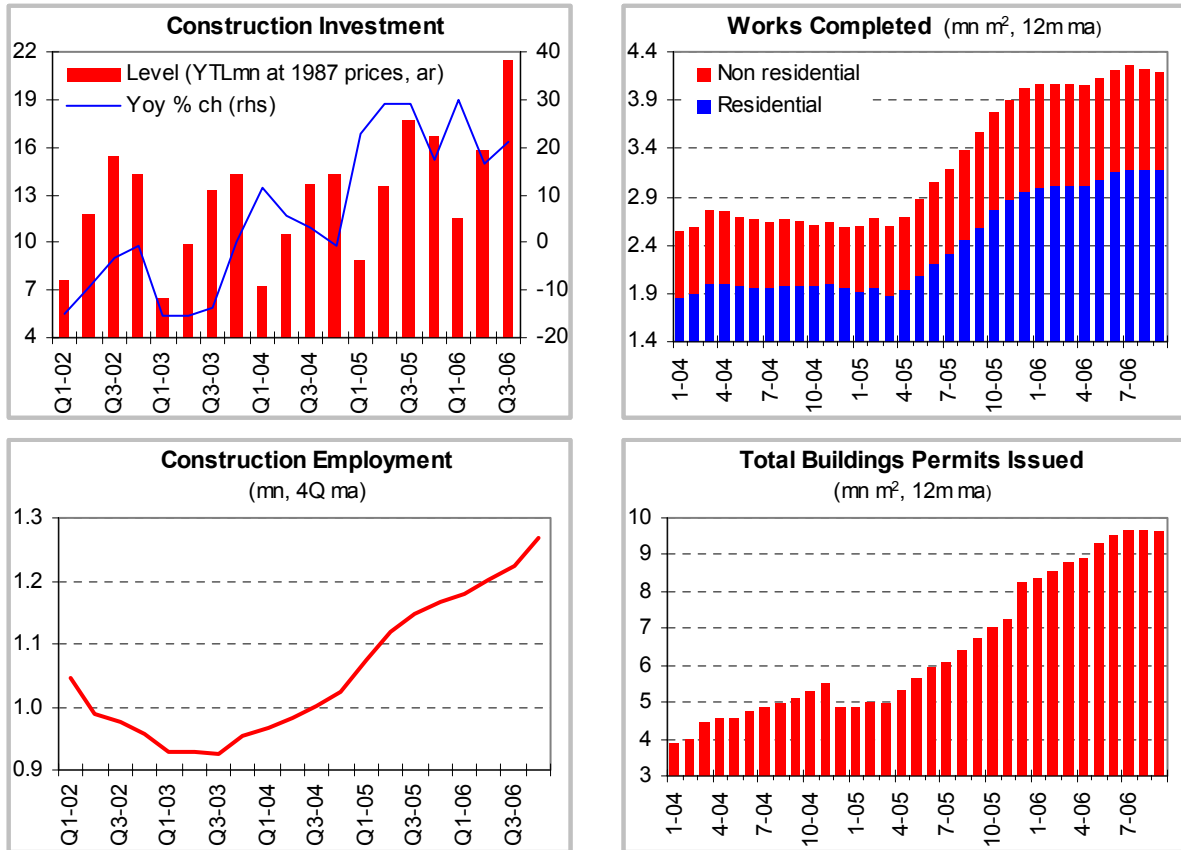 Construction Investment
22
19
16
13
10
7
4
40
30
20
10
0
-10
-20
Level (YTLmn at 1987 prices, ar)
Yoy % ch (rhs)
Q1-02
Q3-02
Q1-03
Q3-03
Q1-04
Q3-04
Q1-05
Q3-05
Q1-06
Q3-06
Works Completed (mn m², 12m ma)
4.4
3.9
3.4
2.9
2.4
1.9
1.4
Non residential
Residential
1-04
4-04
7-04
10-04
1-05
4-05
7-05
10-05
1-06
4-06
7-06
Construction Employment
(mn, 4Q ma)
1.3
1.2
1.1
1.0
0.9
Q1-02
Q3-02
Q1-03
Q3-03
Q1-04
Q3-04
Q1-05
Q3-05
Q1-06
Q3-06
Total Buildings Permits Issued
(mn m², 12m ma)
10
9
8
7
6
5
4
3
1-04
4-04
7-04
10-04
1-05
4-05
7-05
10-05
1-06
4-06
7-06